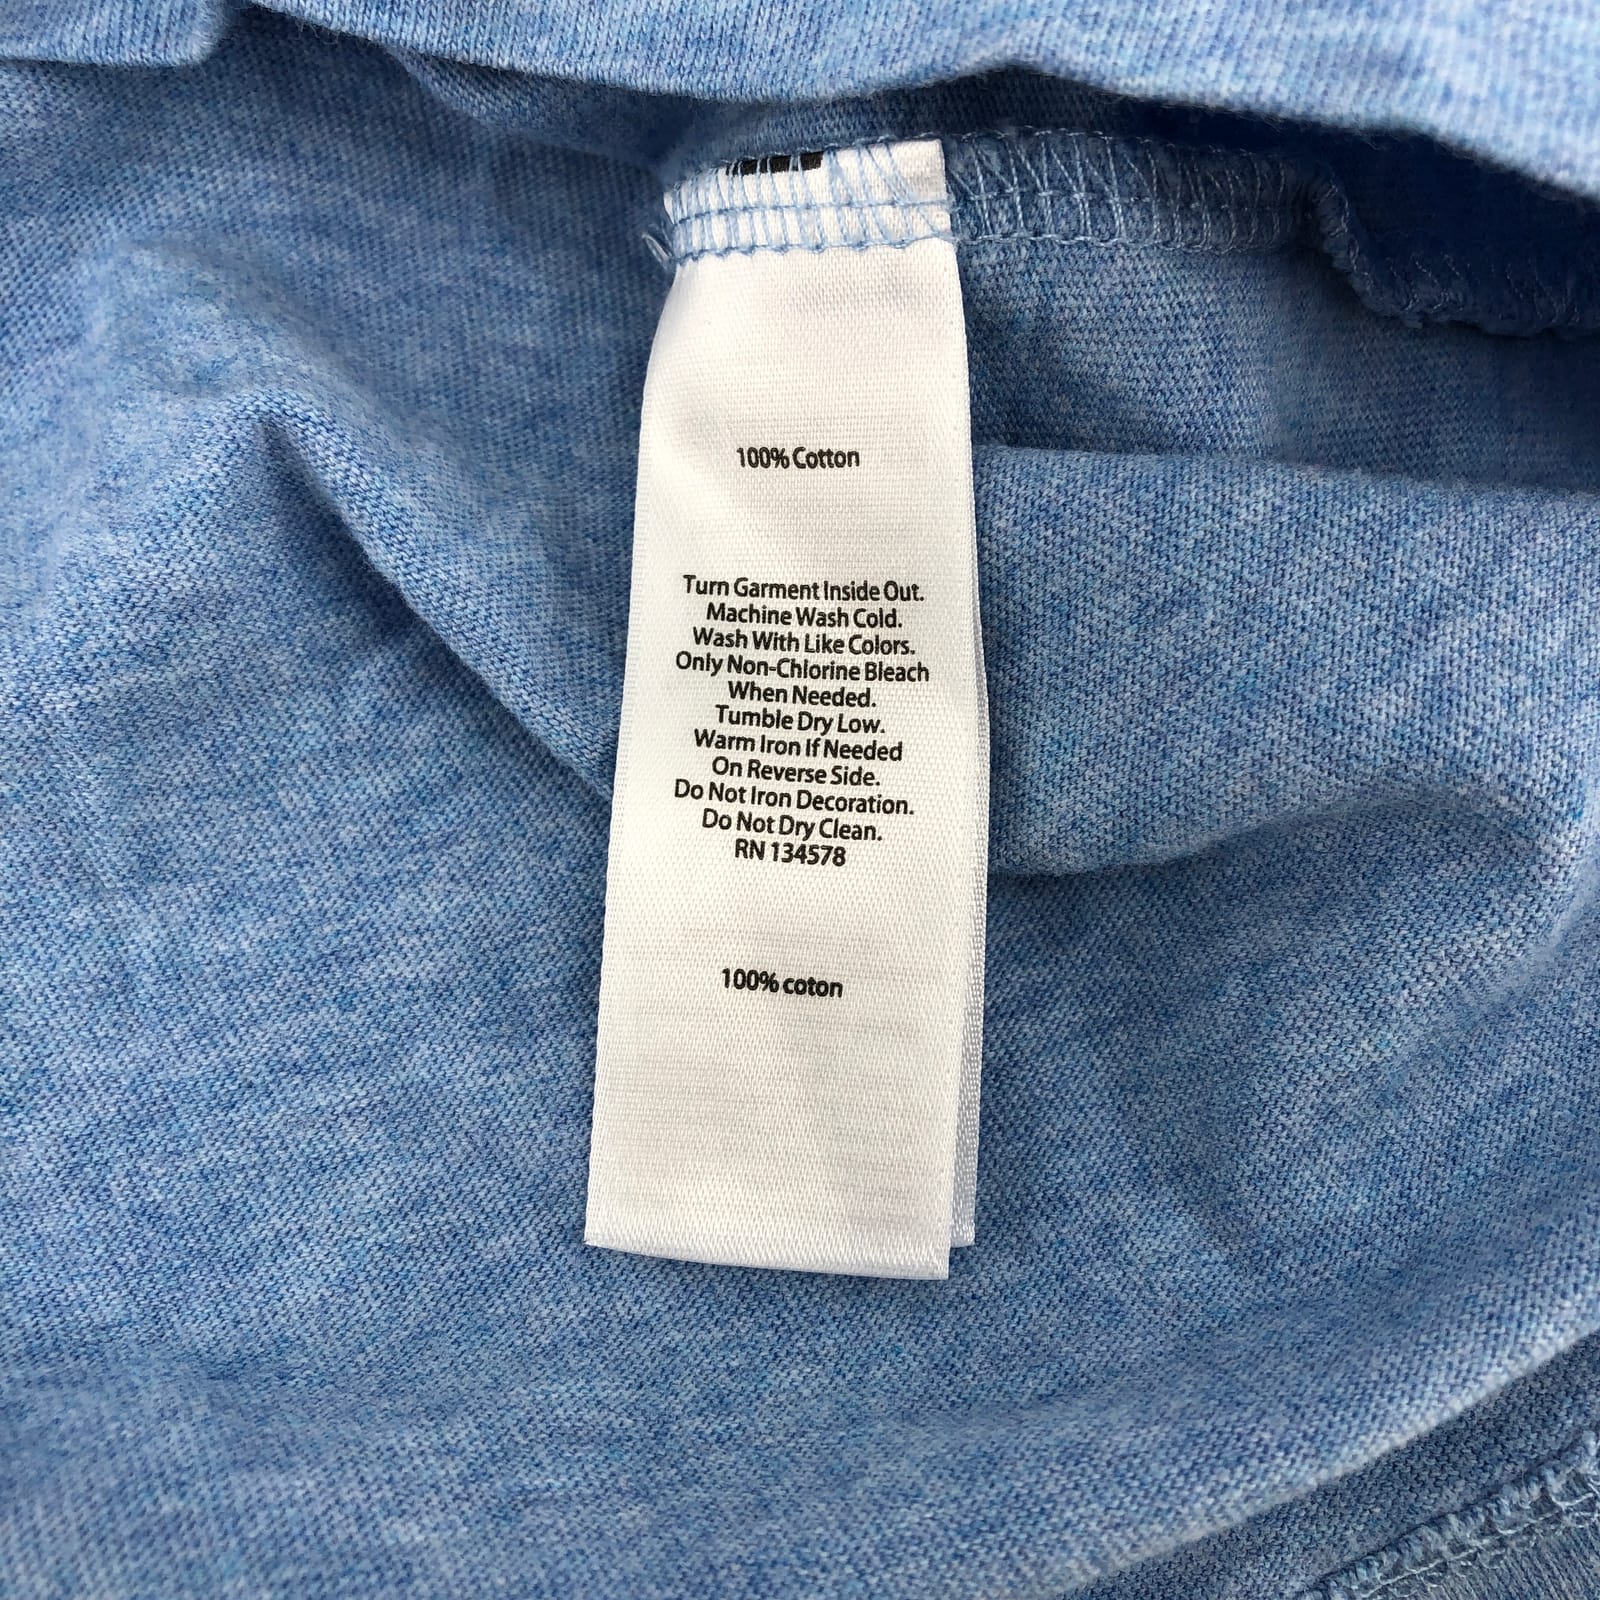 100% Cotton
Turn Garment Inside Out.
Machine Wash Cold.
Wash With Like Colors.
Only Non-Chlorine Bleach
When Needed.
Tumble Dry Low.
Warm Iron If Needed
On Reverse Side.
Do Not Iron Decoration.
Do Not Dry Clean.
RN 134578
100% coton